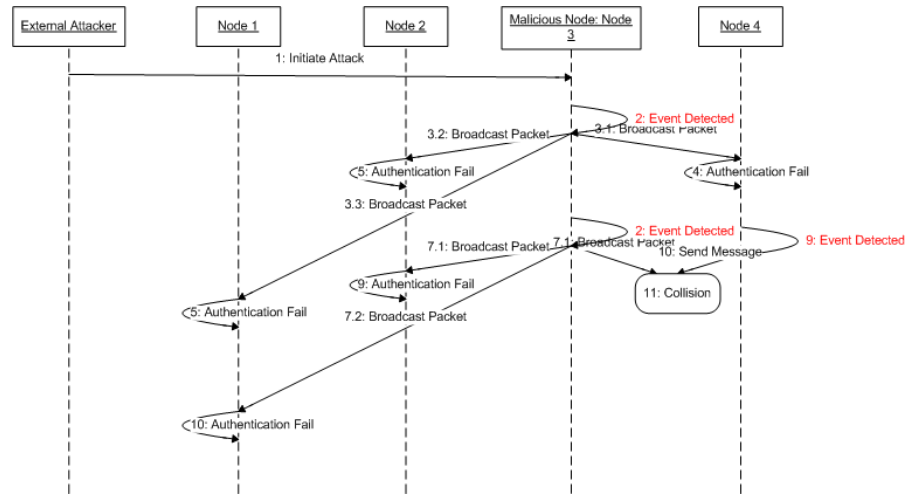 External Attacker
Node 1
Node 2
Malicious Node: Node
3
Node 4
1: Initiate Attack
2: Event Detected
3.2: Broadcast Packet
3.1: Broadcast Packet
5: Authentication Fail
4: Authentication Fail
3.3: Broadcast Packet
2: Event Detected
9: Event Detected
7.1: Broadcast Packet
7.1: Broadcast Packet
10: Send Message
9: Authentication Fail
11: Collision
5: Authentication Fail
7.2: Broadcast Packet
10: Authentication Fail